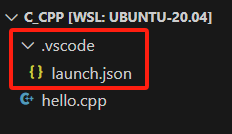 C_CPP [WSL: UBUNTU-20.04]
.vscode
{} launch.json
hello.cpp